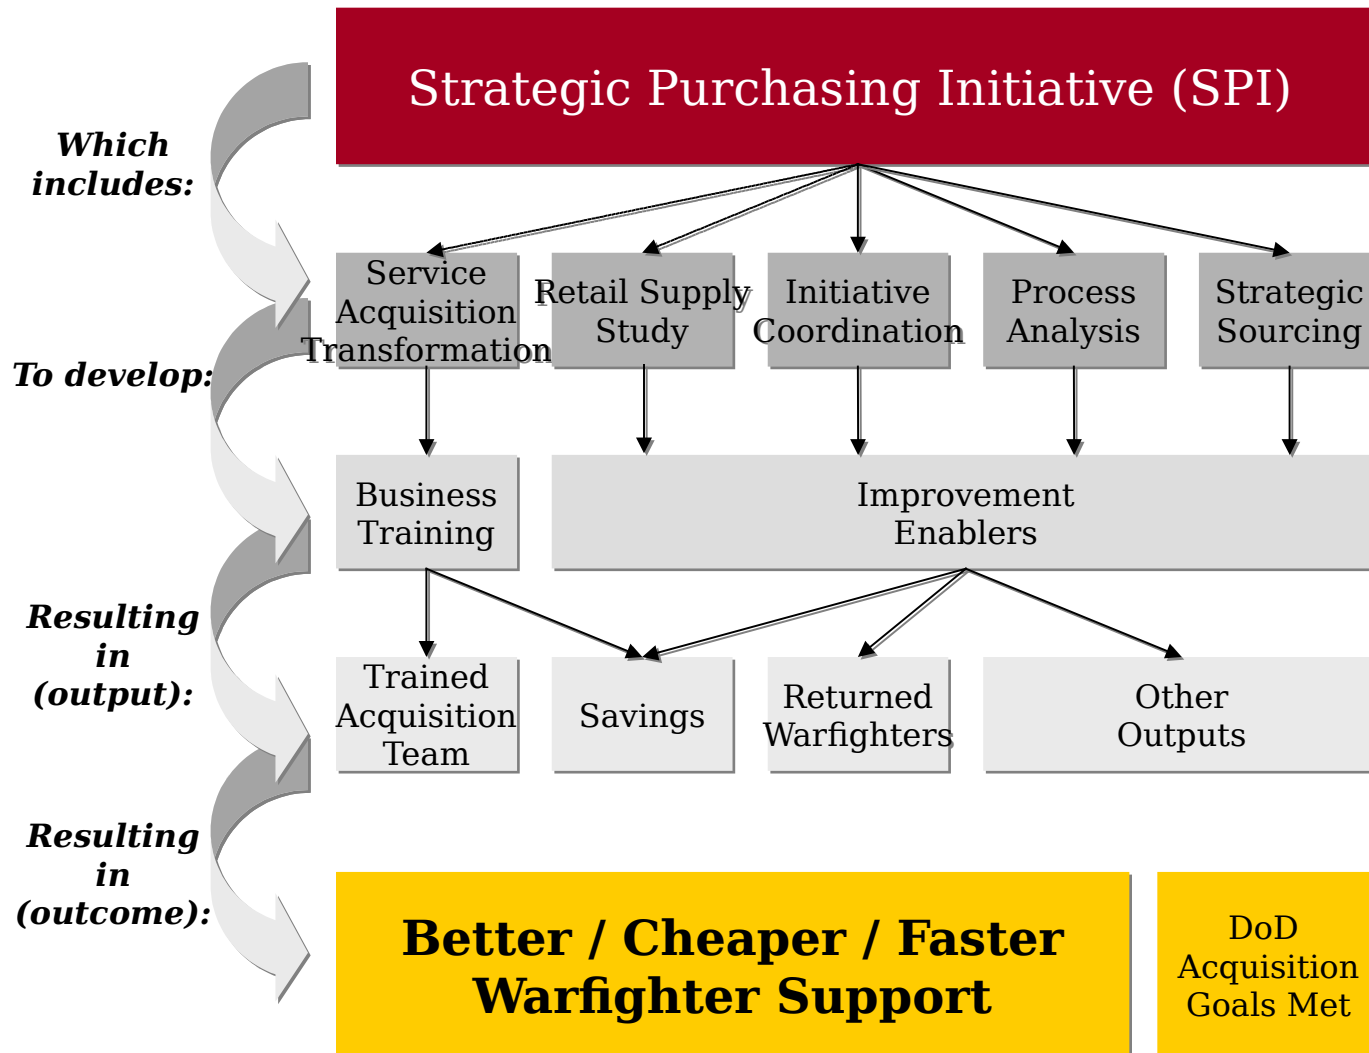 Strategic Purchasing Initiative (SPI)
Which
includes:
Service
Acquisition
Transformation
Retail Supply
Study
Initiative
Coordination
Process
Analysis
Strategic
Sourcing
To develop:
Business
Training
Improvement
Enablers
Resulting
in
(output):
Trained
Acquisition
Team
Savings
Returned
Warfighters
Other
Outputs
Resulting
in
(outcome):
Better / Cheaper / Faster
Warfighter Support
DoD
Acquisition
Goals Met